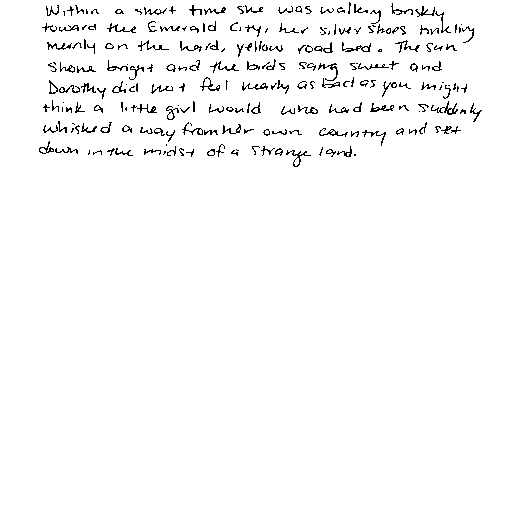 Within a short time she was walking briskly
toward the Emerald City, her silver shoes tinkling
merrily on the hard, yellow road bed. The sun
shone bright and the birds sang sweet and
Dorothy did not feel nearly as bad as you might
think a little girl would who had been suddenly
whisked away from her own country and set
down in the midst of a strange land.